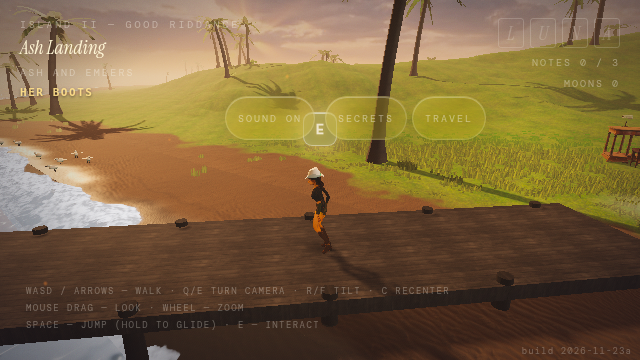 ISLAND II — GOOD RIDDANCE
Ash Landing
ASH AND EMBERS
HER BOOTS
L U N A
NOTES 0 / 3
MOONS 0
SOUND ON
E
SECRETS
TRAVEL
WASD / ARROWS — WALK · Q/E TURN CAMERA · R/F TILT · C RECENTER
MOUSE DRAG — LOOK · WHEEL — ZOOM
SPACE — JUMP (HOLD TO GLIDE) · E — INTERACT
build 2026-11-23a